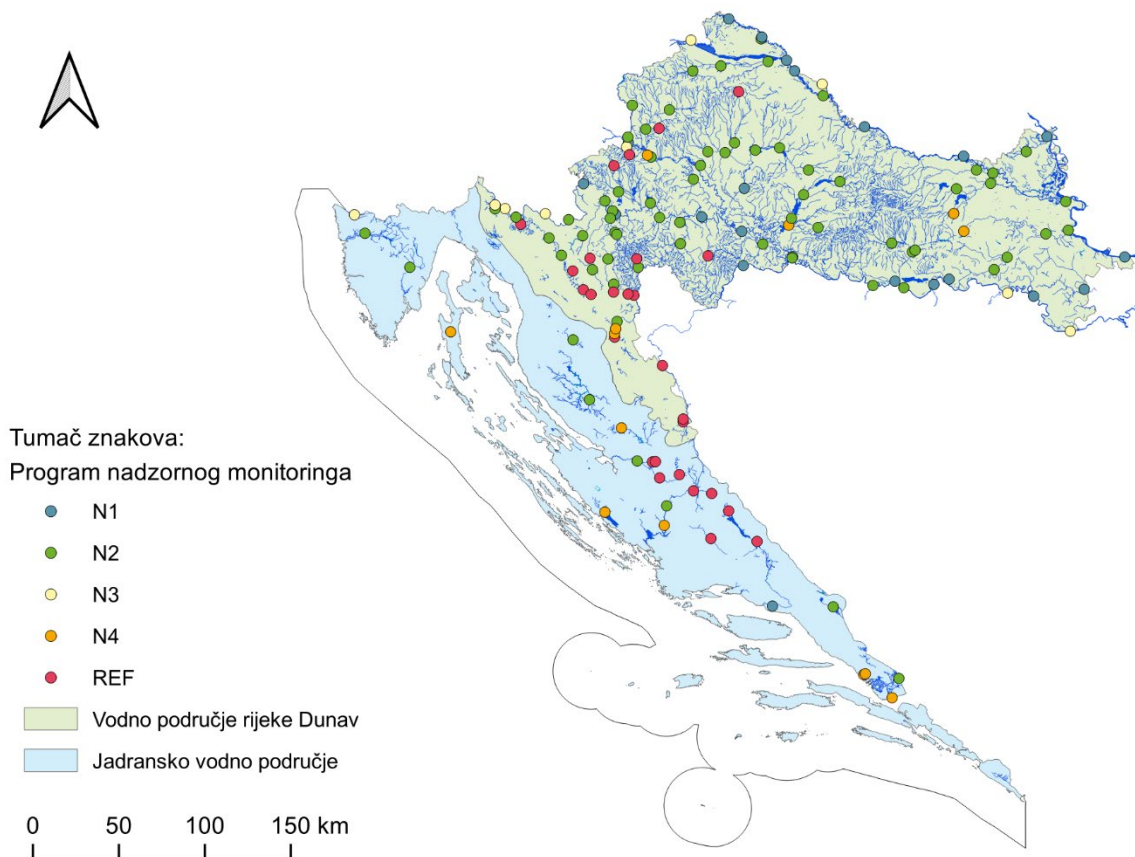 Tumač znakova:
Program nadzornog monitoringa
N1
N2
N3
N4
REF
Vodno područje rijeke Dunav
Jadransko vodno područje
0 50 100 150 km